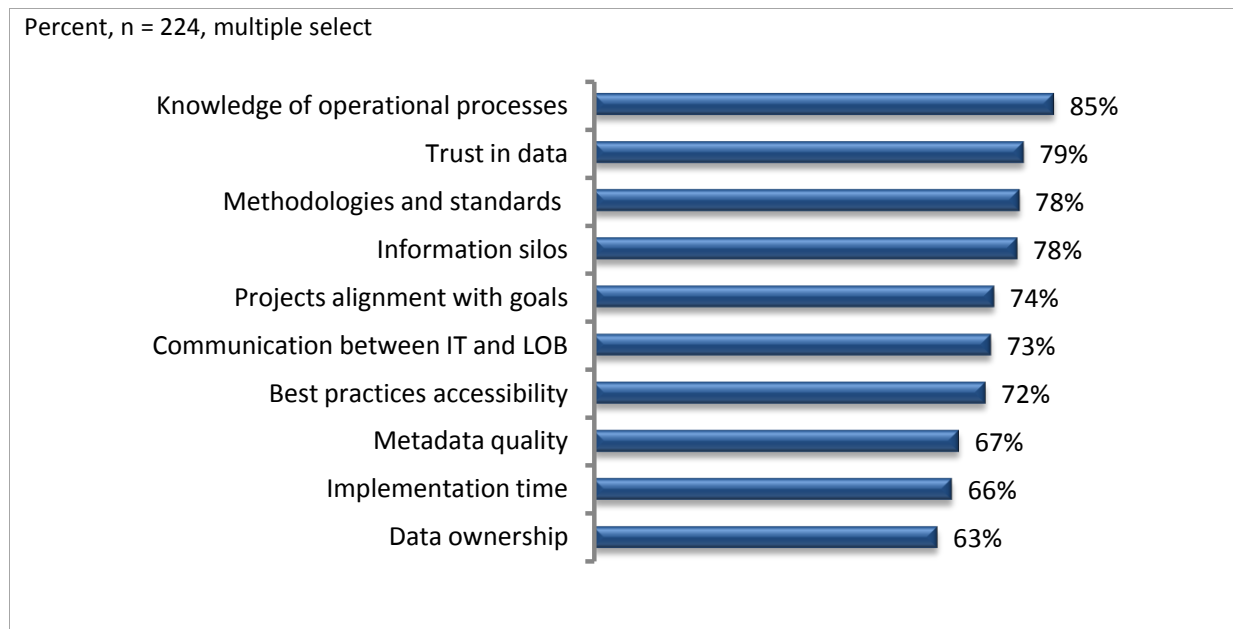 Percent, n = 224, multiple select
Knowledge of operational processes 85%
Trust in data 79%
Methodologies and standards 78%
Information silos 78%
Projects alignment with goals 74%
Communication between IT and LOB 73%
Best practices accessibility 72%
Metadata quality 67%
Implementation time 66%
Data ownership 63%